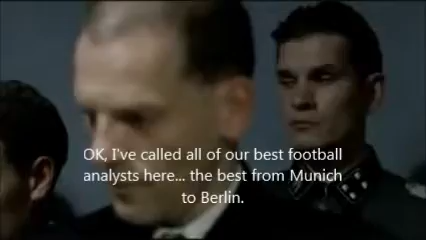 OK, I've called all of our best football
analysts here... the best from Munich
to Berlin.